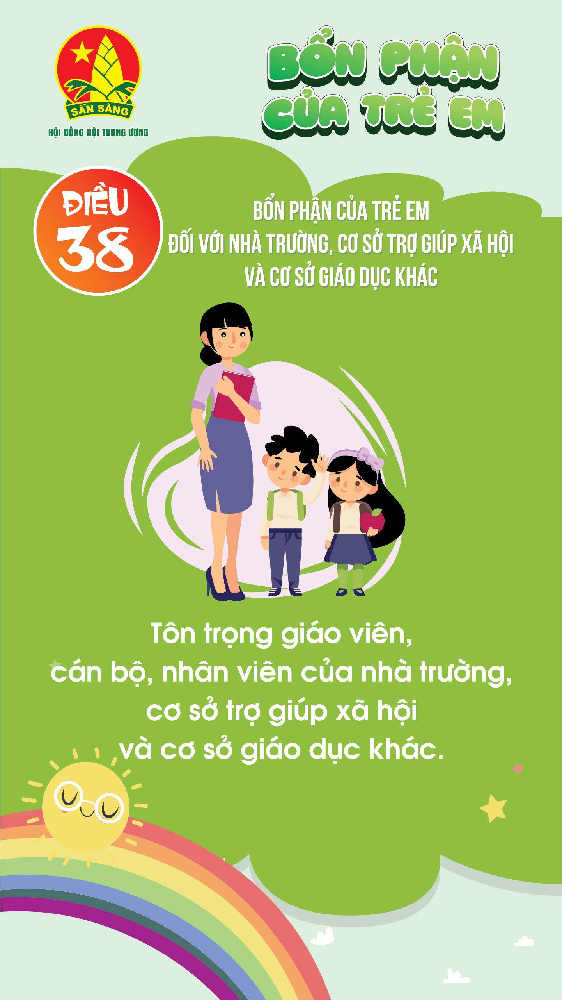 SẴN SÀNG
HỘI ĐỒNG ĐỘI TRUNG ƯƠNG
BỔN PHẬN
CỦA TRẺ EM
ĐIỀU
38
BỔN PHẬN CỦA TRẺ EM
ĐỐI VỚI NHÀ TRƯỜNG, CƠ SỞ TRỢ GIÚP XÃ HỘI
VÀ CƠ SỞ GIÁO DỤC KHÁC
Tôn trọng giáo viên,
cán bộ, nhân viên của nhà trường,
cơ sở trợ giúp xã hội
và cơ sở giáo dục khác.